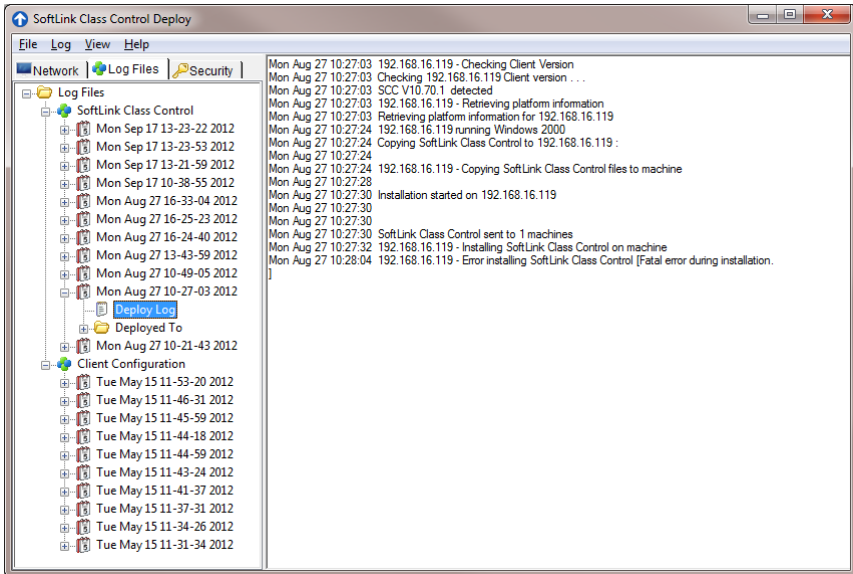 SoftLink Class Control Deploy
File Log View Help
Network Log Files Security
Log Files
SoftLink Class Control
Mon Sep 17 13-23-22 2012
Mon Sep 17 13-23-53 2012
Mon Sep 17 13-21-59 2012
Mon Sep 17 10-38-55 2012
Mon Aug 27 16-33-04 2012
Mon Aug 27 16-25-23 2012
Mon Aug 27 16-24-40 2012
Mon Aug 27 13-43-59 2012
Mon Aug 27 10-49-05 2012
Mon Aug 27 10-27-03 2012
Deploy Log
Deployed To
Mon Aug 27 10-21-43 2012
Client Configuration
Tue May 15 11-53-20 2012
Tue May 15 11-46-31 2012
Tue May 15 11-45-59 2012
Tue May 15 11-44-18 2012
Tue May 15 11-44-59 2012
Tue May 15 11-43-24 2012
Tue May 15 11-41-37 2012
Tue May 15 11-37-31 2012
Tue May 15 11-34-26 2012
Tue May 15 11-31-34 2012
Mon Aug 27 10:27:03 192.168.16.119 - Checking Client Version
Mon Aug 27 10:27:03 Checking 192.168.16.119 Client version . . .
Mon Aug 27 10:27:03 SCC V10.70.1 detected
Mon Aug 27 10:27:03 192.168.16.119 - Retrieving platform information
Mon Aug 27 10:27:03 Retrieving platform information for 192.168.16.119
Mon Aug 27 10:27:24 192.168.16.119 running Windows 2000
Mon Aug 27 10:27:24 Copying SoftLink Class Control to 192.168.16.119 :
Mon Aug 27 10:27:24
Mon Aug 27 10:27:24 192.168.16.119 - Copying SoftLink Class Control files to machine
Mon Aug 27 10:27:28
Mon Aug 27 10:27:30 Installation started on 192.168.16.119
Mon Aug 27 10:27:30
Mon Aug 27 10:27:30
Mon Aug 27 10:27:30 SoftLink Class Control sent to 1 machines
Mon Aug 27 10:27:32 192.168.16.119 - Installing SoftLink Class Control on machine
Mon Aug 27 10:28:04 192.168.16.119 - Error installing SoftLink Class Control [Fatal error during installation.
]